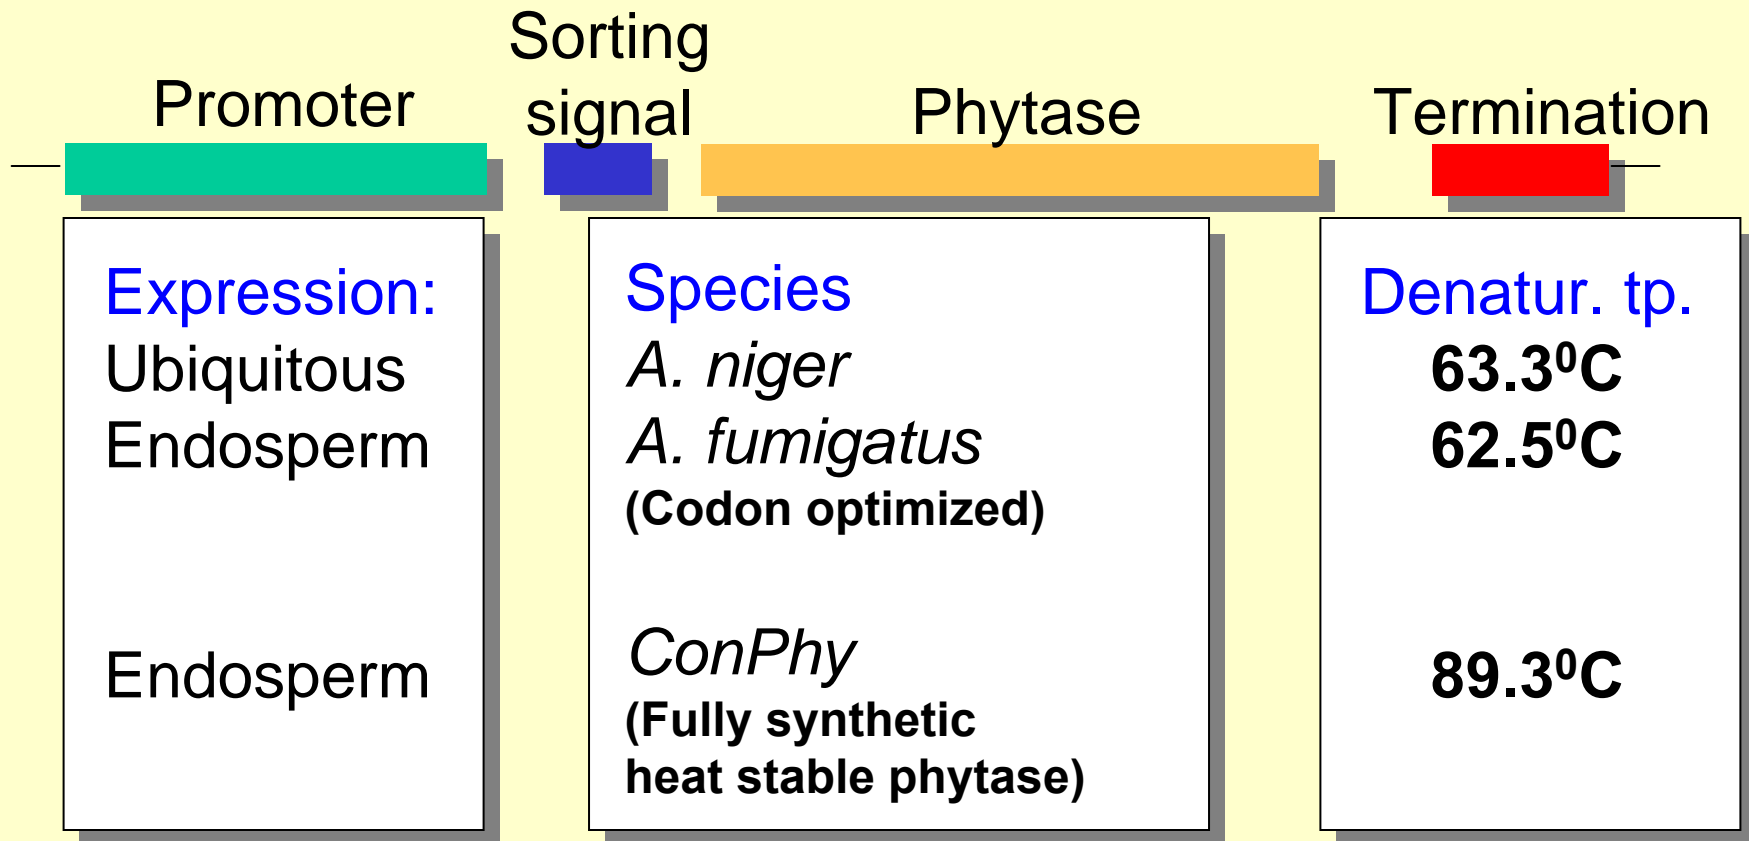 Promoter
Sorting
signal
Phytase
Termination
Expression:
Ubiquitous
Endosperm
Endosperm
Species
A. niger
A. fumigatus
(Codon optimized)
ConPhy
(Fully synthetic
heat stable phytase)
Denatur. tp.
63.3⁰C
62.5⁰C
89.3⁰C